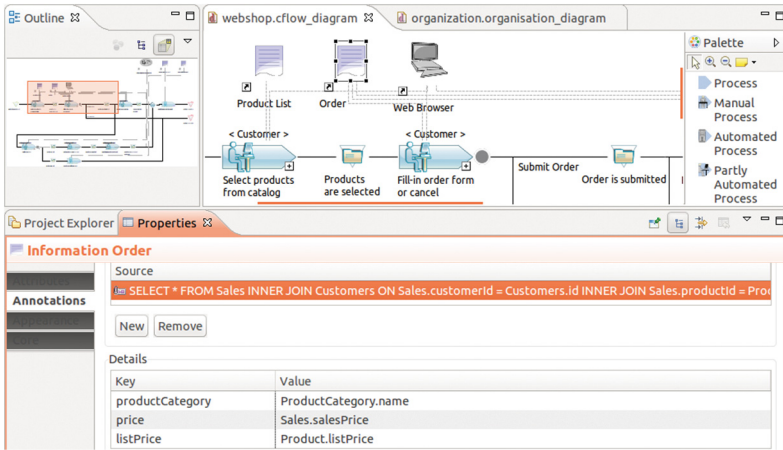 Outline
webshop.cflow_diagram
organization.organisation_diagram
Palette
Process
Manual
Process
Automated
Process
Partly
Automated
Process
Product List
Order
Web Browser
< Customer >
< Customer >
Select products
from catalog
Products
are selected
Fill-in order form
or cancel
Submit Order
Order is submitted
Project Explorer
Properties
Information Order
Annotations
Appearance
Core
Source
SELECT * FROM Sales INNER JOIN Customers ON Sales.customerId = Customers.id INNER JOIN Sales.productId =
New
Remove
Details
Key Value
productCategory ProductCategory.name
price Sales.salesPrice
listPrice Product.listPrice